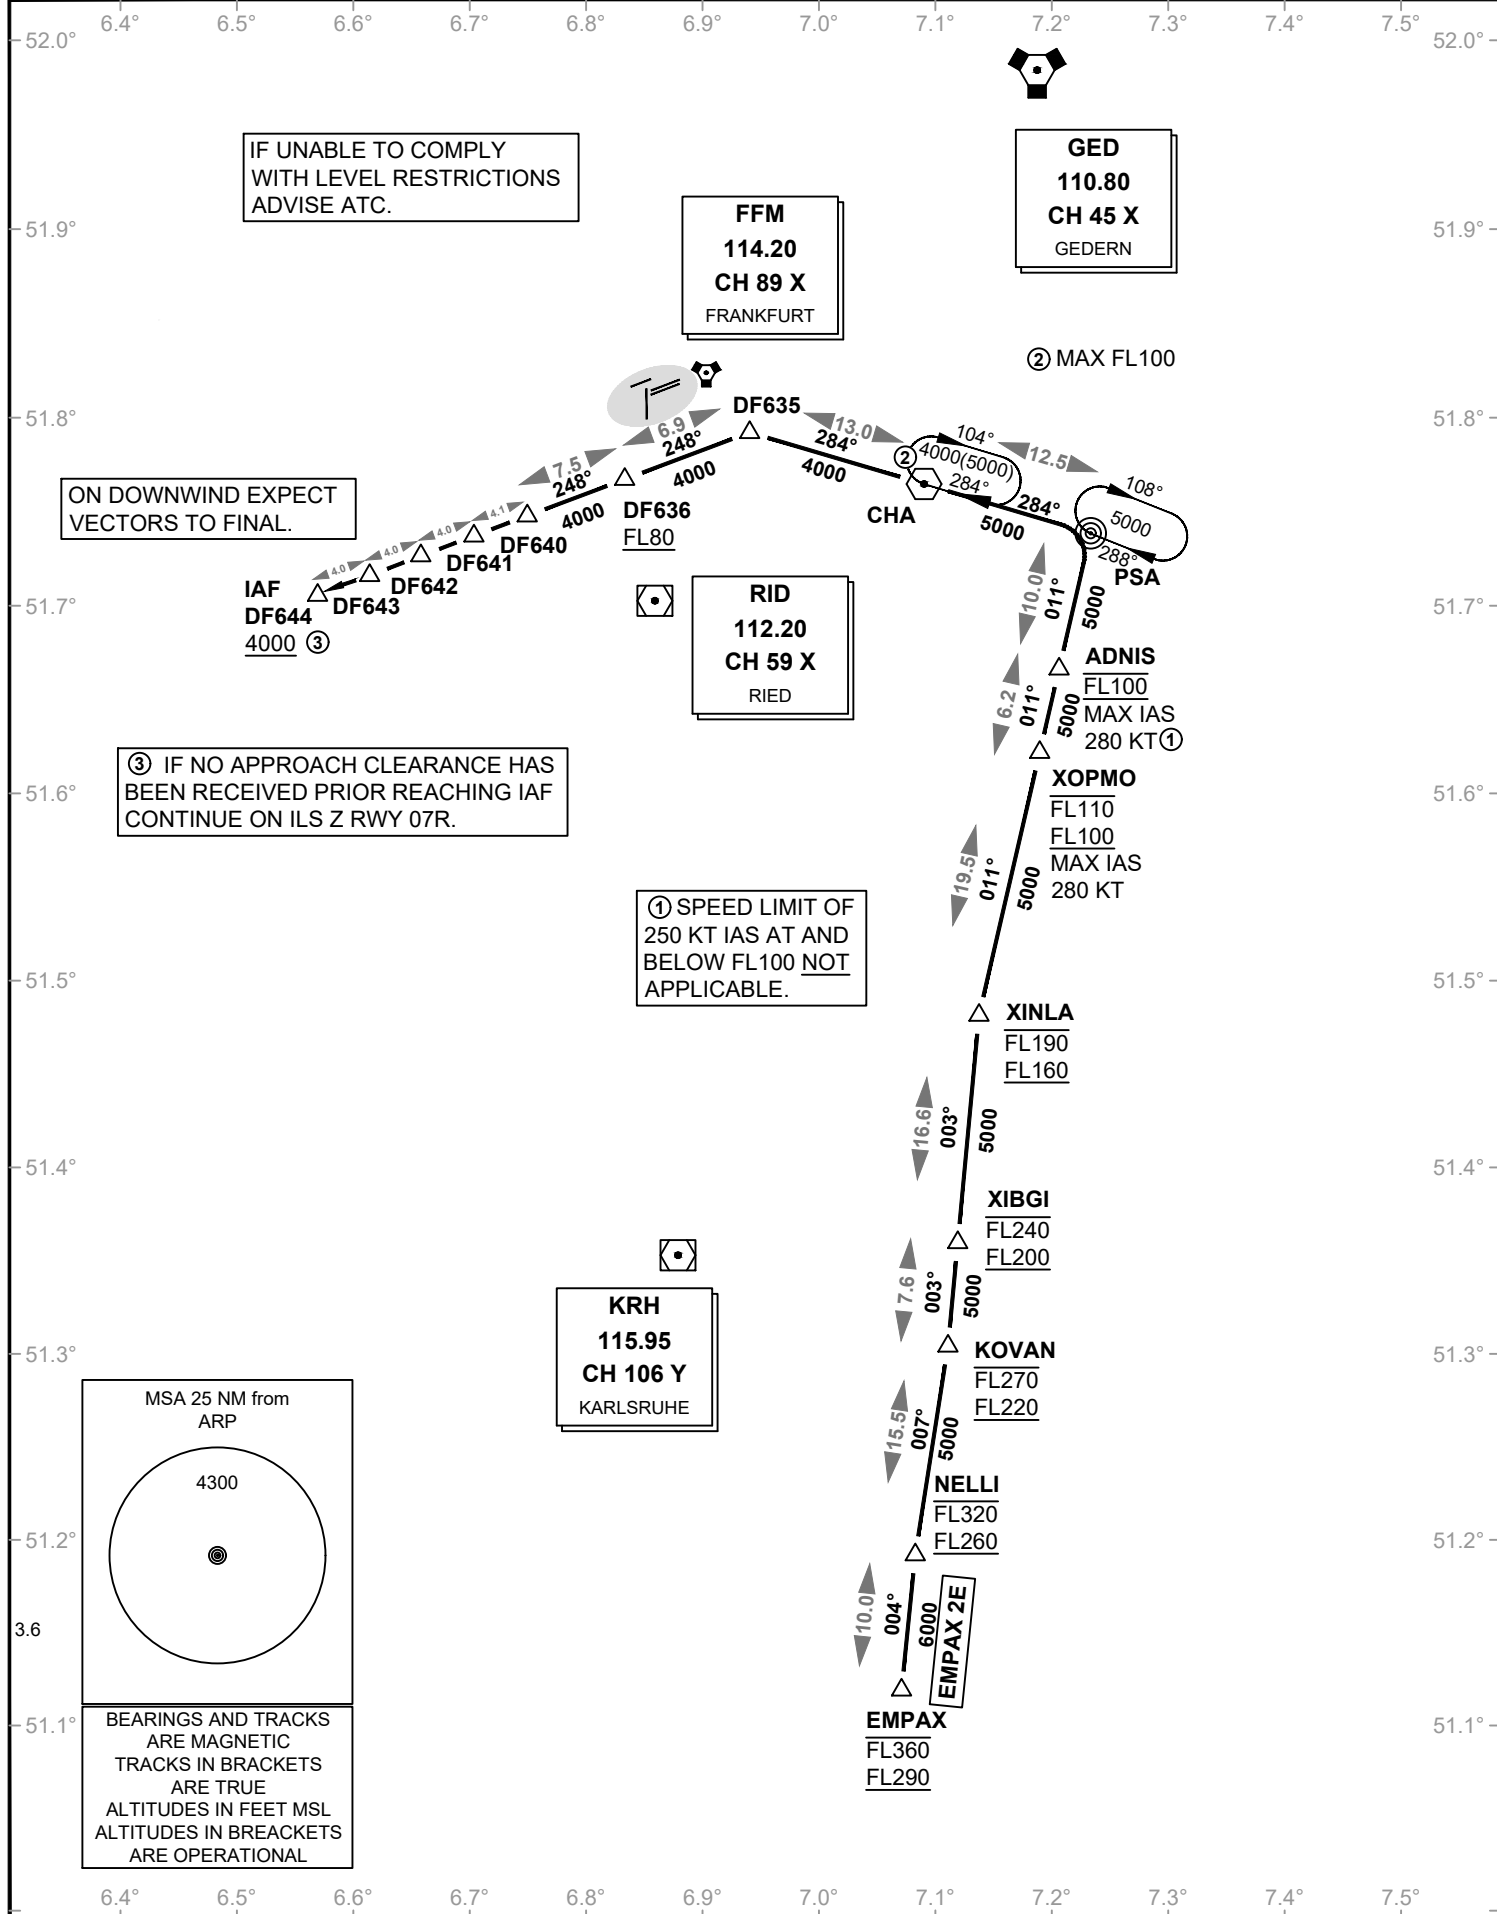 6.4° 6.5° 6.6° 6.7° 6.8° 6.9° 7.0° 7.1° 7.2° 7.3° 7.4° 7.5°
52.0° 52.0°
IF UNABLE TO COMPLY
WITH LEVEL RESTRICTIONS
ADVISE ATC.
GED
110.80
CH 45 X
GEDERN
FFM
114.20
CH 89 X
FRANKFURT
51.9° 51.9°
② MAX FL100
51.8° 51.8°
DF635
6.9
248°
4000
13.0
284°
4000
②
104°
4000(5000)
284°
12.5
108°
5000
288°
PSA
CHA
284°
5000
7.5
248°
4000
DF636
FL80
ON DOWNWIND EXPECT
VECTORS TO FINAL.
4.1
4.0
4.0
4.0
DF640
DF641
DF642
DF643
IAF
DF644
4000 ③
51.7° 51.7°
RID
112.20
CH 59 X
RIED
10.0
011°
5000
ADNIS
FL100
MAX IAS
280 KT①
6.2
011°
5000
XOPMO
FL110
FL100
MAX IAS
280 KT
③ IF NO APPROACH CLEARANCE HAS
BEEN RECEIVED PRIOR REACHING IAF
CONTINUE ON ILS Z RWY 07R.
51.6° 51.6°
19.5
011°
5000
① SPEED LIMIT OF
250 KT IAS AT AND
BELOW FL100 NOT
APPLICABLE.
51.5° 51.5°
XINLA
FL190
FL160
16.6
003°
5000
51.4° 51.4°
XIBGI
FL240
FL200
7.6
003°
5000
KRH
115.95
CH 106 Y
KARLSRUHE
51.3° 51.3°
KOVAN
FL270
FL220
15.5
007°
5000
NELLI
FL320
FL260
MSA 25 NM from
ARP
4300
51.2° 51.2°
10.0
004°
6000
EMPAX 2E
3.6
EMPAX
FL360
FL290
51.1° 51.1°
BEARINGS AND TRACKS
ARE MAGNETIC
TRACKS IN BRACKETS
ARE TRUE
ALTITUDES IN FEET MSL
ALTITUDES IN BREACKETS
ARE OPERATIONAL
6.4° 6.5° 6.6° 6.7° 6.8° 6.9° 7.0° 7.1° 7.2° 7.3° 7.4° 7.5°